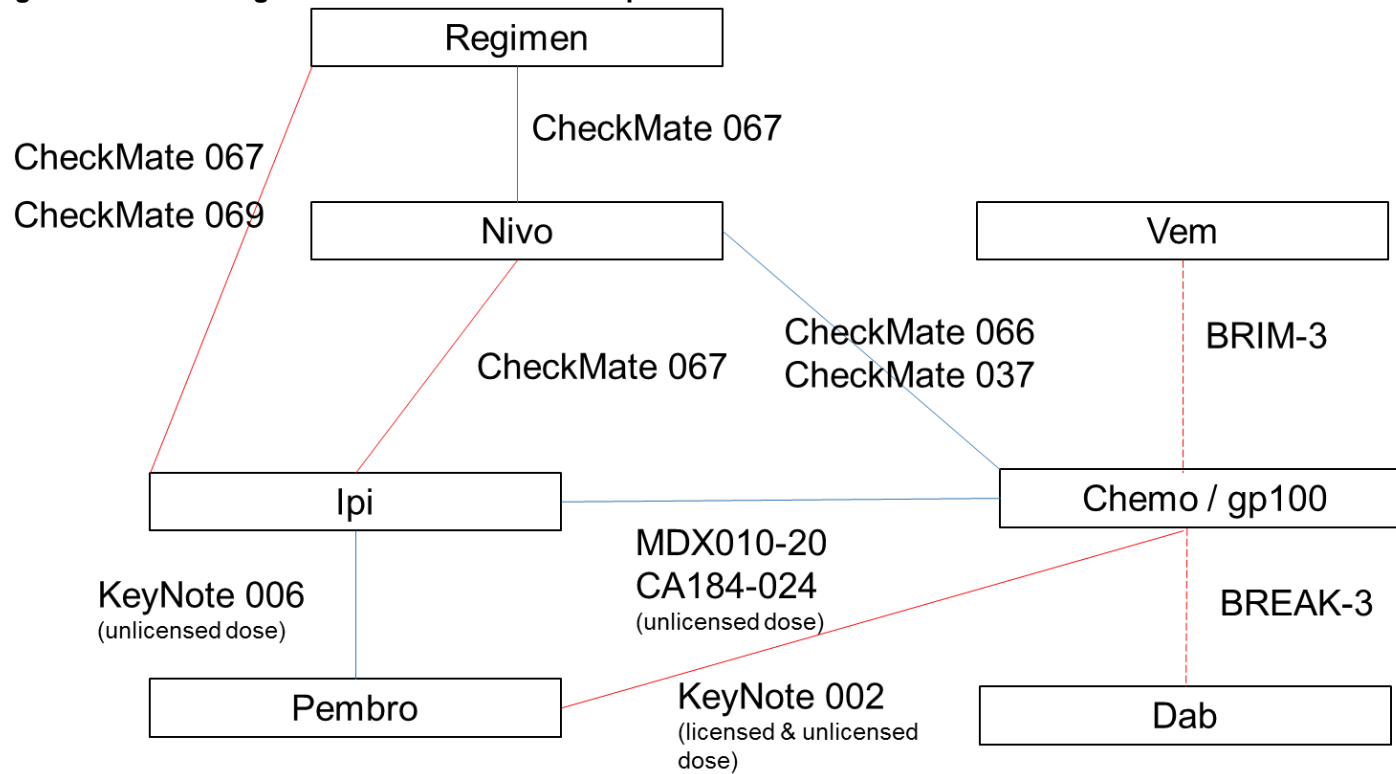 Regimen
CheckMate 067
CheckMate 067
CheckMate 069
Nivo
Vem
CheckMate 066
CheckMate 037
BRIM-3
CheckMate 067
Ipi
Chemo / gp100
MDX010-20
CA184-024
(unlicensed dose)
KeyNote 006
(unlicensed dose)
BREAK-3
Pembro
KeyNote 002
(licensed & unlicensed
dose)
Dab